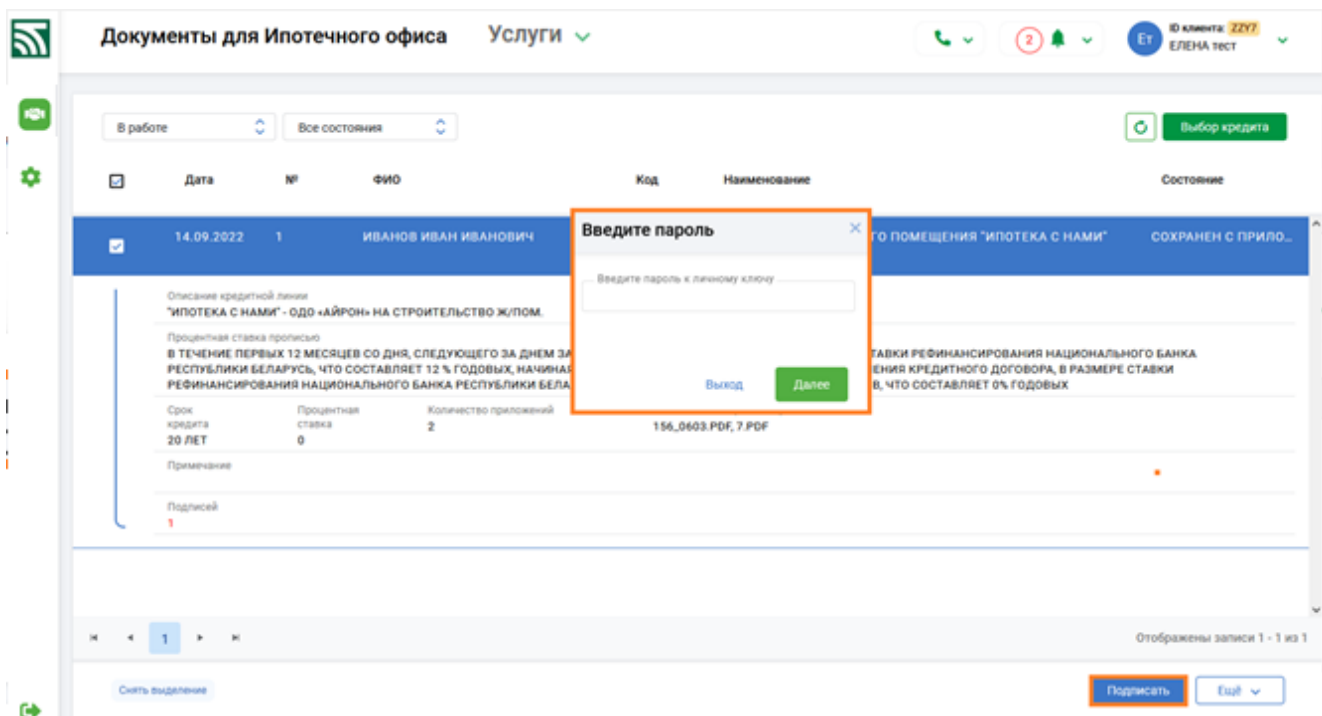 Документы для Ипотечного офиса
Услуги
2
Ет
ID клиента: ZZY7
ЕЛЕНА тест
В работе
Все состояния
Выбор кредита
Дата
№
ФИО
Код
Наименование
Состояние
14.09.2022
1
ИВАНОВ ИВАН ИВАНОВИЧ
ГО ПОМЕЩЕНИЯ "ИПОТЕКА С НАМИ"
СОХРАНЕН С ПРИЛО...
Введите пароль
Введите пароль к личному ключу
Выход
Далее
Описание кредитной линии
"ИПОТЕКА С НАМИ" - ОДО «АЙРОН» НА СТРОИТЕЛЬСТВО Ж/ПОМ.
Процентная ставка прописью
В ТЕЧЕНИЕ ПЕРВЫХ 12 МЕСЯЦЕВ СО ДНЯ, СЛЕДУЮЩЕГО ЗА ДНЕМ ЗА ТАВКИ РЕФИНАНСИРОВАНИЯ НАЦИОНАЛЬНОГО БАНКА
РЕСПУБЛИКИ БЕЛАРУСЬ, ЧТО СОСТАВЛЯЕТ 12 % ГОДОВЫХ, НАЧИНАЯ ЕНИЯ КРЕДИТНОГО ДОГОВОРА, В РАЗМЕРЕ СТАВКИ
РЕФИНАНСИРОВАНИЯ НАЦИОНАЛЬНОГО БАНКА РЕСПУБЛИКИ БЕЛА В, ЧТО СОСТАВЛЯЕТ 0% ГОДОВЫХ
Срок кредита
20 ЛЕТ
Процентная ставка
0
Количество приложений
2
156_0603.PDF, 7.PDF
Примечание
Подписей
1
1
Отображены записи 1 - 1 из 1
Снять выделение
Подписать
Ещё